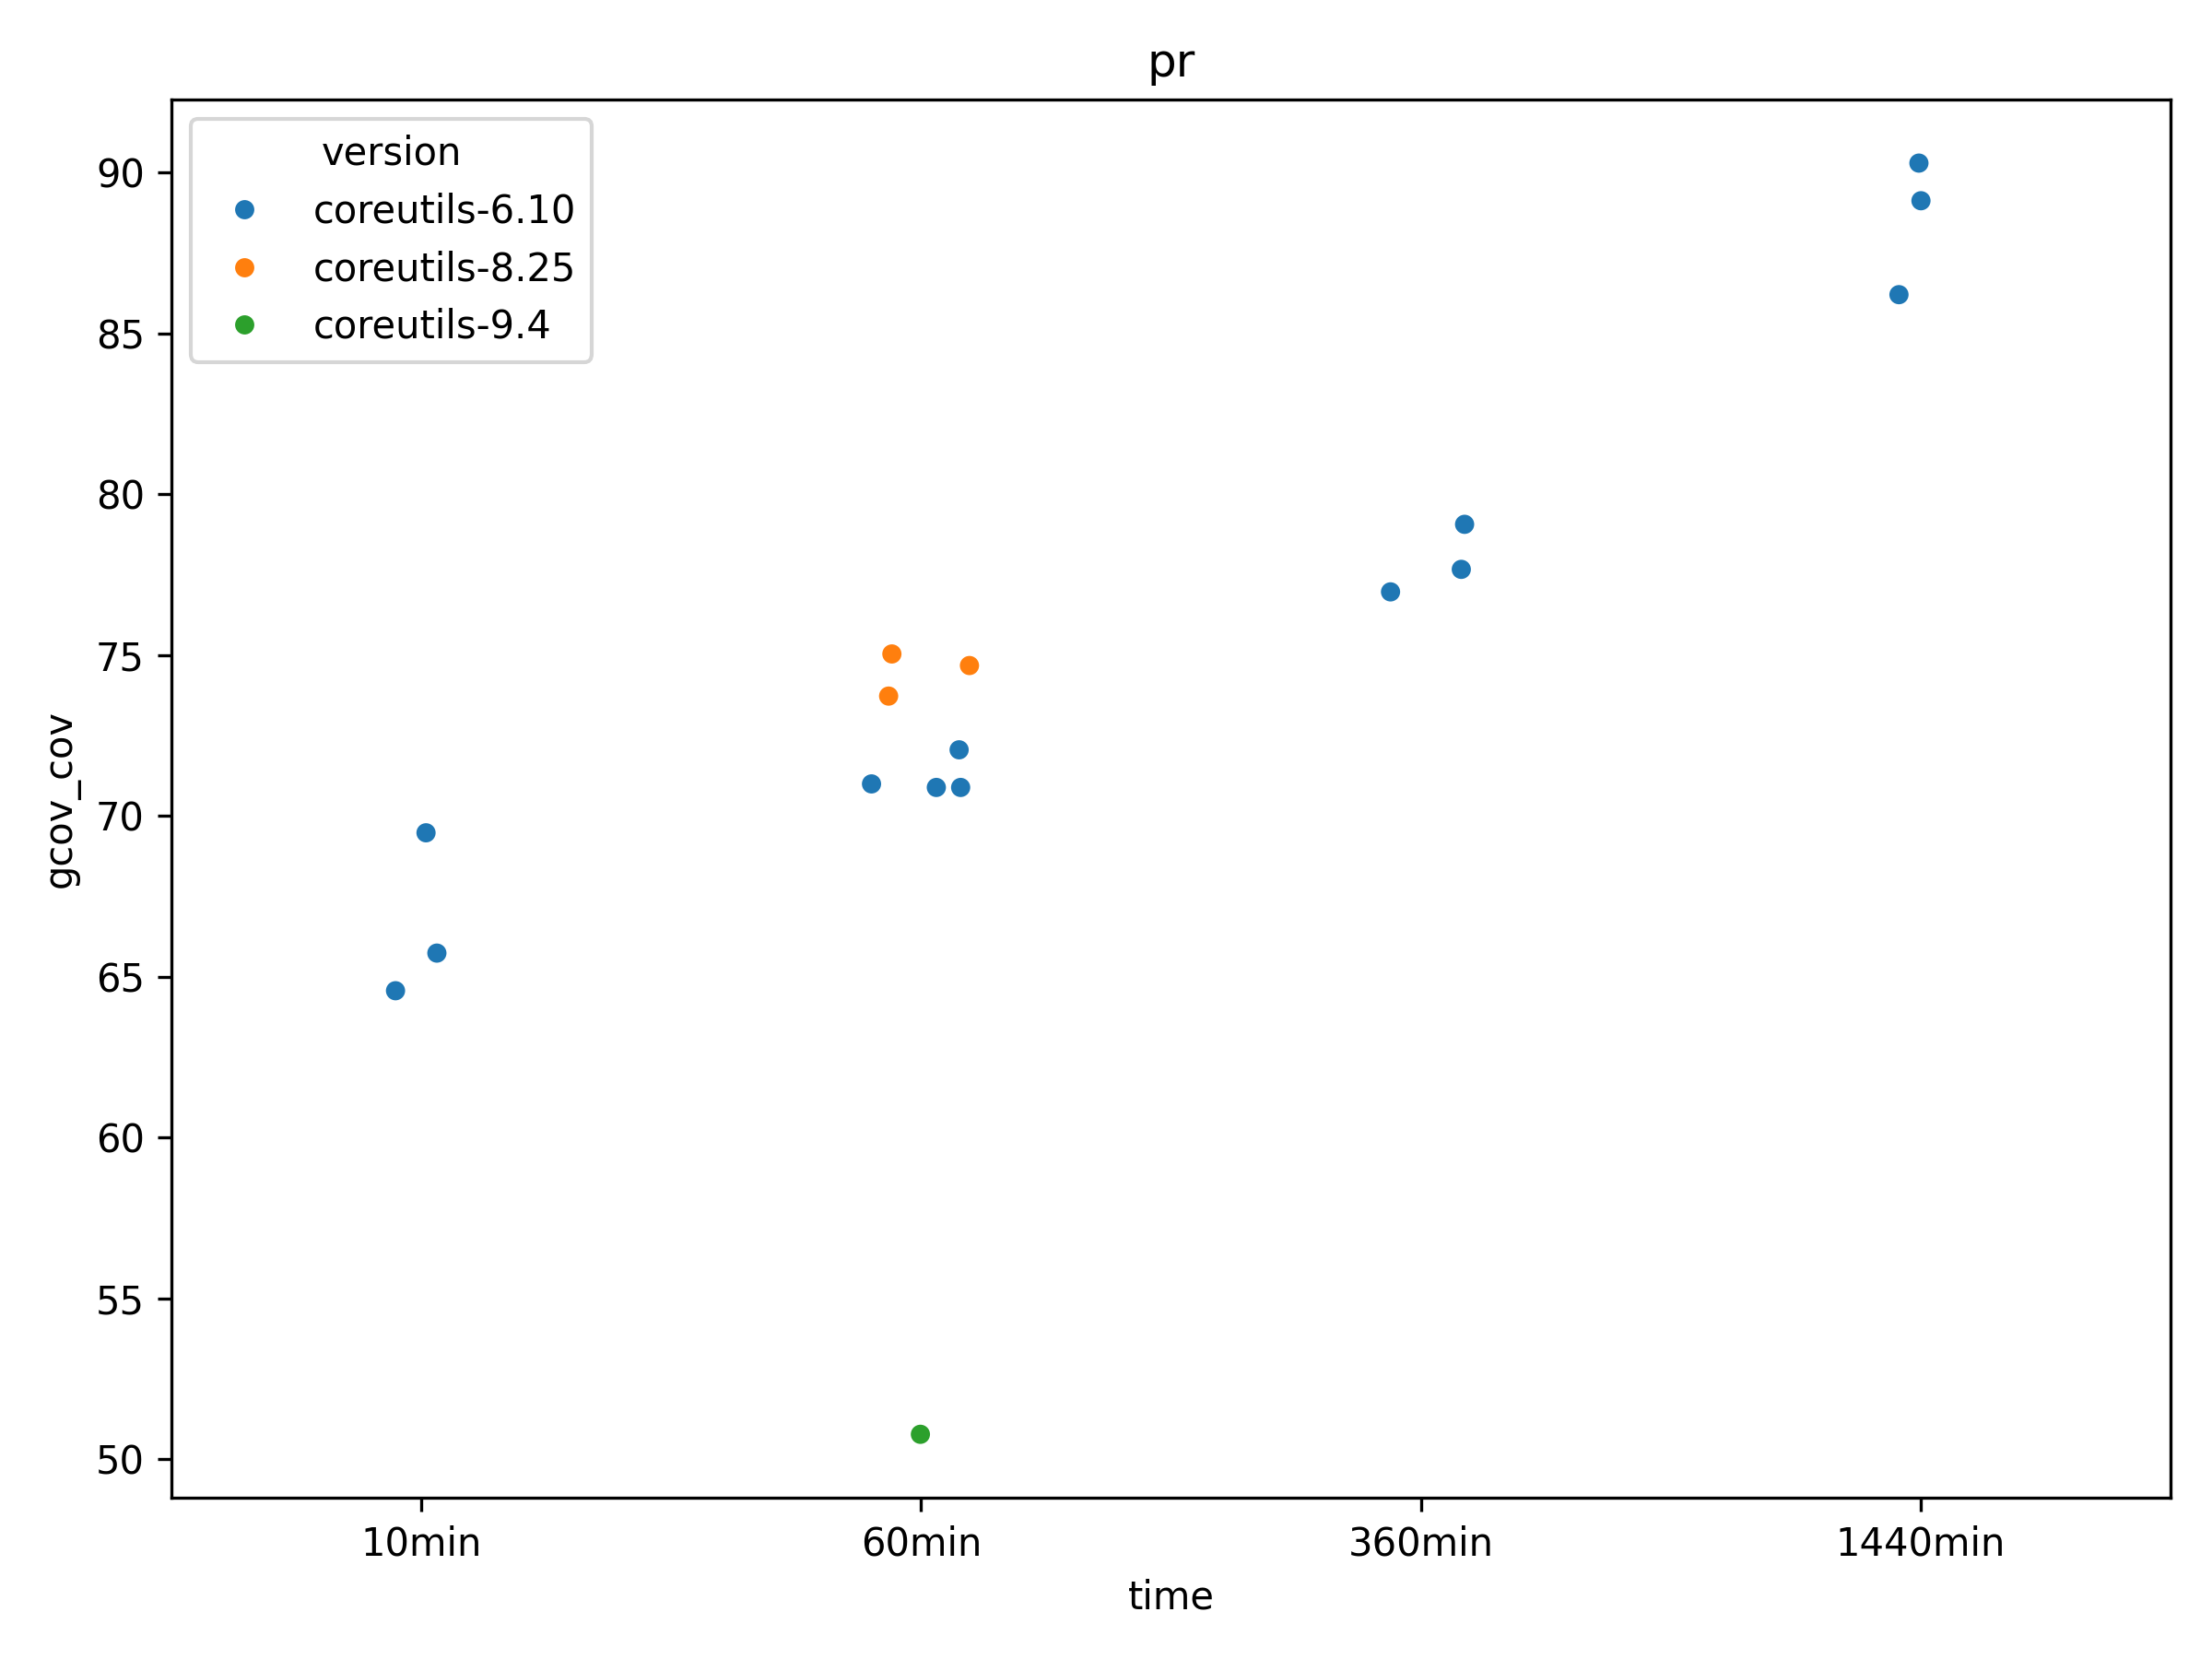 pr
version
coreutils-6.10
coreutils-8.25
coreutils-9.4
90
85
80
75
70
65
60
55
50
gcov_cov
10min 60min 360min 1440min
time